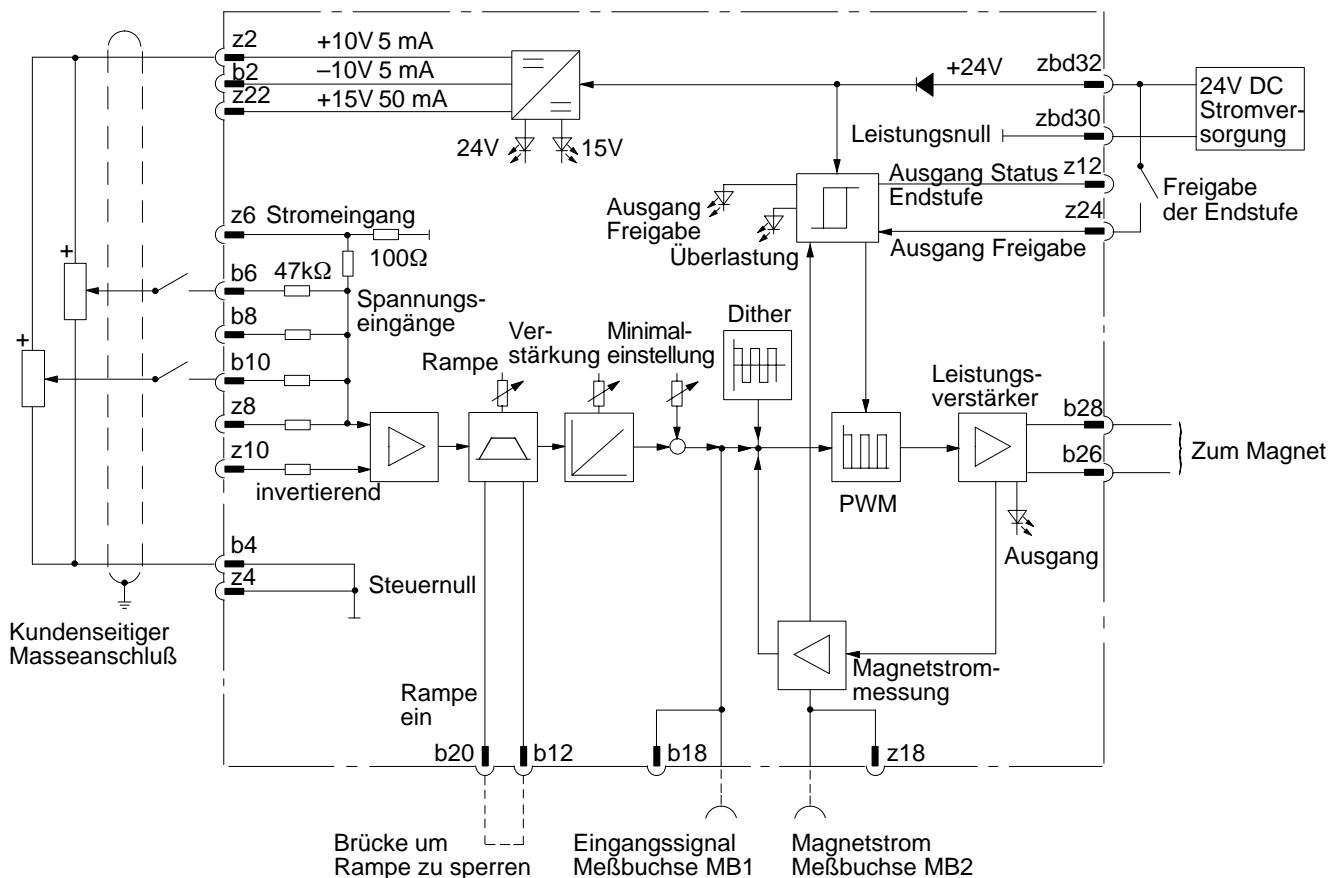 z2
+10V 5 mA
b2
–10V 5 mA
z22
+15V 50 mA
24V
15V
+24V
zbd32
24V DC
Stromver-
sorgung
zbd30
Leistungsnull
z12
Ausgang Status
Endstufe
z24
Ausgang Freigabe
Freigabe
der Endstufe
Ausgang
Freigabe
Überlastung
z6
Stromeingang
100Ω
+
b6
47kΩ
Spannungs-
eingänge
b8
+
b10
z8
z10
invertierend
Rampe
Ver-
stärkung
Minimal-
einstellung
Dither
PWM
Leistungs-
verstärker
b28
b26
Zum Magnet
Ausgang
b4
z4
Steuernull
Kundenseitiger
Masseanschluß
Magnetstrom-
messung
Rampe
ein
b20
b12
b18
z18
Brücke um
Rampe zu sperren
Eingangssignal
Meßbuchse MB1
Magnetstrom
Meßbuchse MB2